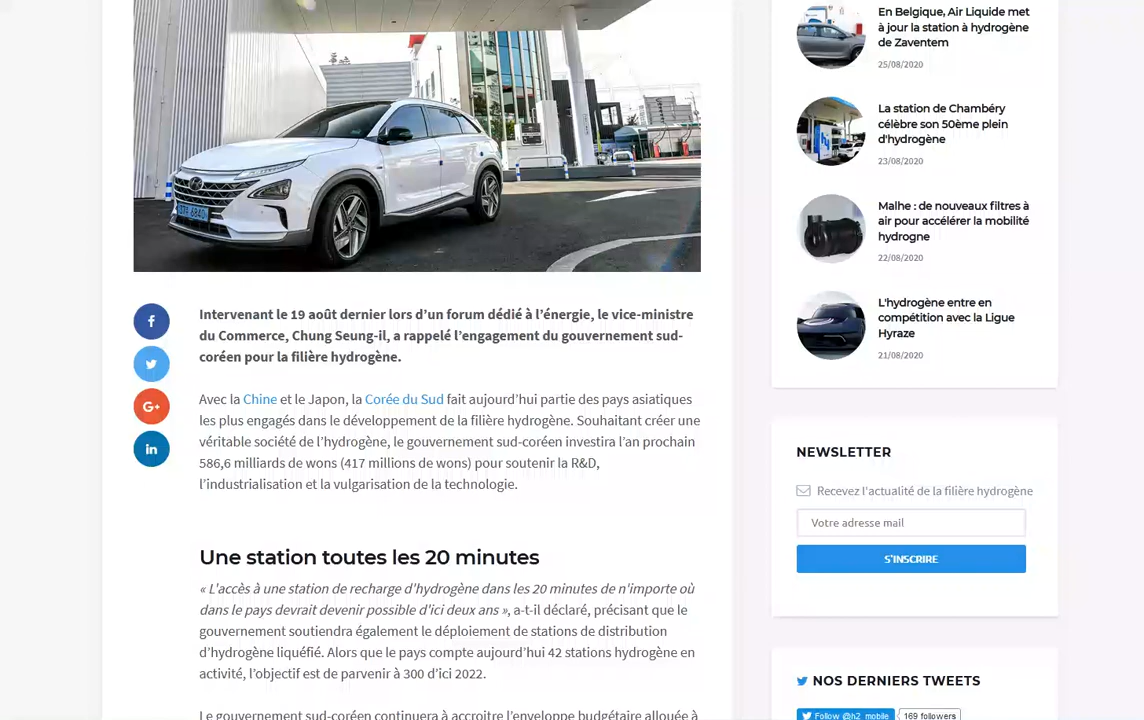 Intervenant le 19 août dernier lors d’un forum dédié à l’énergie, le vice-ministre
du Commerce, Chung Seung-il, a rappelé l’engagement du gouvernement sud-
coréen pour la filière hydrogène.
Avec la Chine et le Japon, la Corée du Sud fait aujourd’hui partie des pays asiatiques
les plus engagés dans le développement de la filière hydrogène. Souhaitant créer une
véritable société de l’hydrogène, le gouvernement sud-coréen investira l’an prochain
586,6 milliards de wons (417 millions de wons) pour soutenir la R&D,
l’industrialisation et la vulgarisation de la technologie.
Une station toutes les 20 minutes
« L'accès à une station de recharge d'hydrogène dans les 20 minutes de n'importe où
dans le pays devrait devenir possible d'ici deux ans », a-t-il déclaré, précisant que le
gouvernement soutiendra également le déploiement de stations de distribution
d’hydrogène liquéfié. Alors que le pays compte aujourd’hui 42 stations hydrogène en
activité, l’objectif est de parvenir à 300 d’ici 2022.
Le gouvernement sud-coréen continuera à accroître l’enveloppe budgétaire allouée à
En Belgique, Air Liquide met
à jour la station à hydrogène
de Zaventem
25/08/2020
La station de Chambéry
célèbre son 50ème plein
d'hydrogène
23/08/2020
Malhe : de nouveaux filtres à
air pour accélérer la mobilité
hydrogne
22/08/2020
L'hydrogène entre en
compétition avec la Ligue
Hyraze
21/08/2020
NEWSLETTER
Recevez l'actualité de la filière hydrogène
Votre adresse mail
S'INSCRIRE
NOS DERNIERS TWEETS
Follow @h2_mobile
169 followers